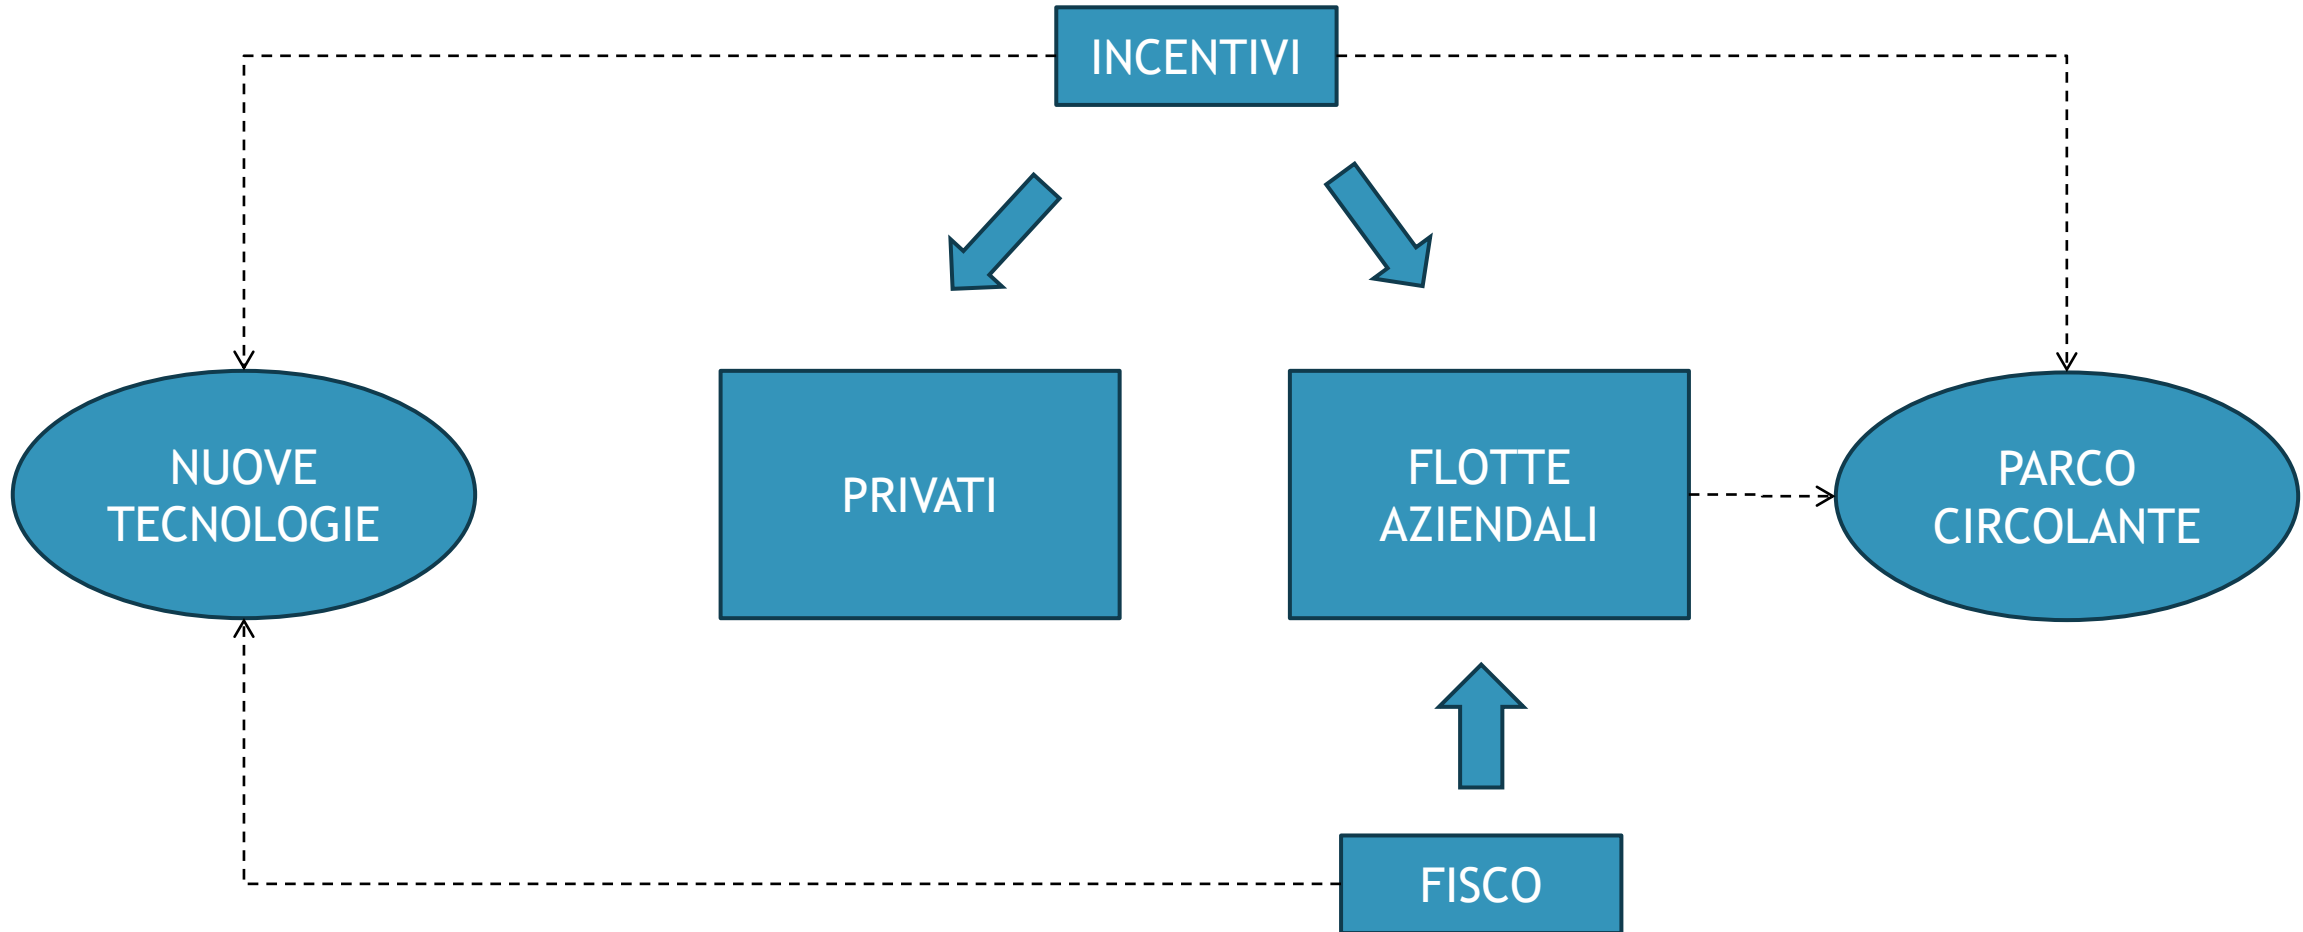 INCENTIVI
NUOVE
TECNOLOGIE
PRIVATI
FLOTTE
AZIENDALI
PARCO
CIRCOLANTE
FISCO